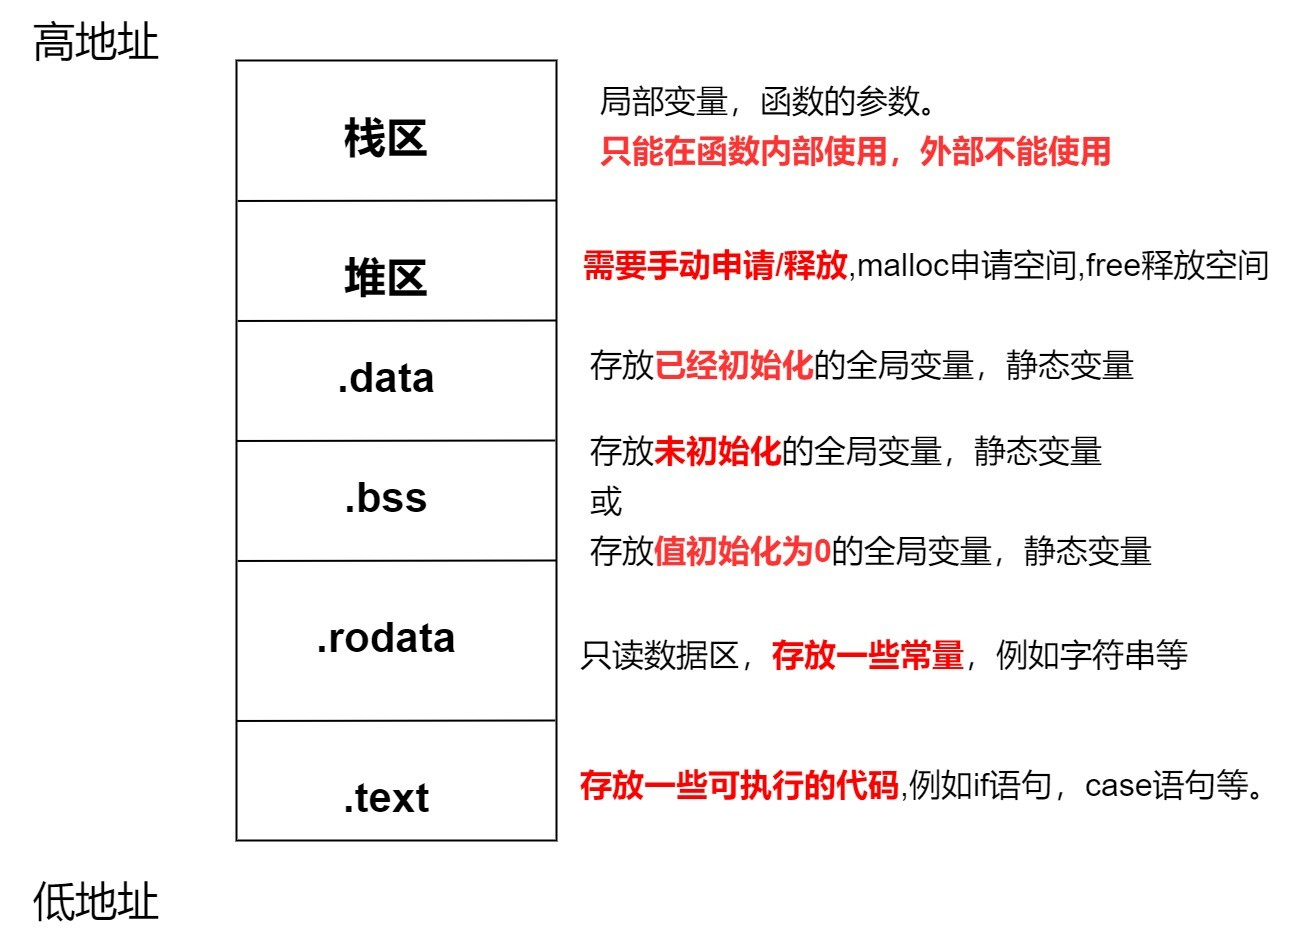 高地址
栈区
局部变量，函数的参数。
只能在函数内部使用，外部不能使用
堆区
需要手动申请/释放,malloc申请空间,free释放空间
.data
存放已经初始化的全局变量，静态变量
.bss
存放未初始化的全局变量，静态变量
或
存放值初始化为0的全局变量，静态变量
.rodata
只读数据区，存放一些常量，例如字符串等
.text
存放一些可执行的代码,例如if语句，case语句等。
低地址